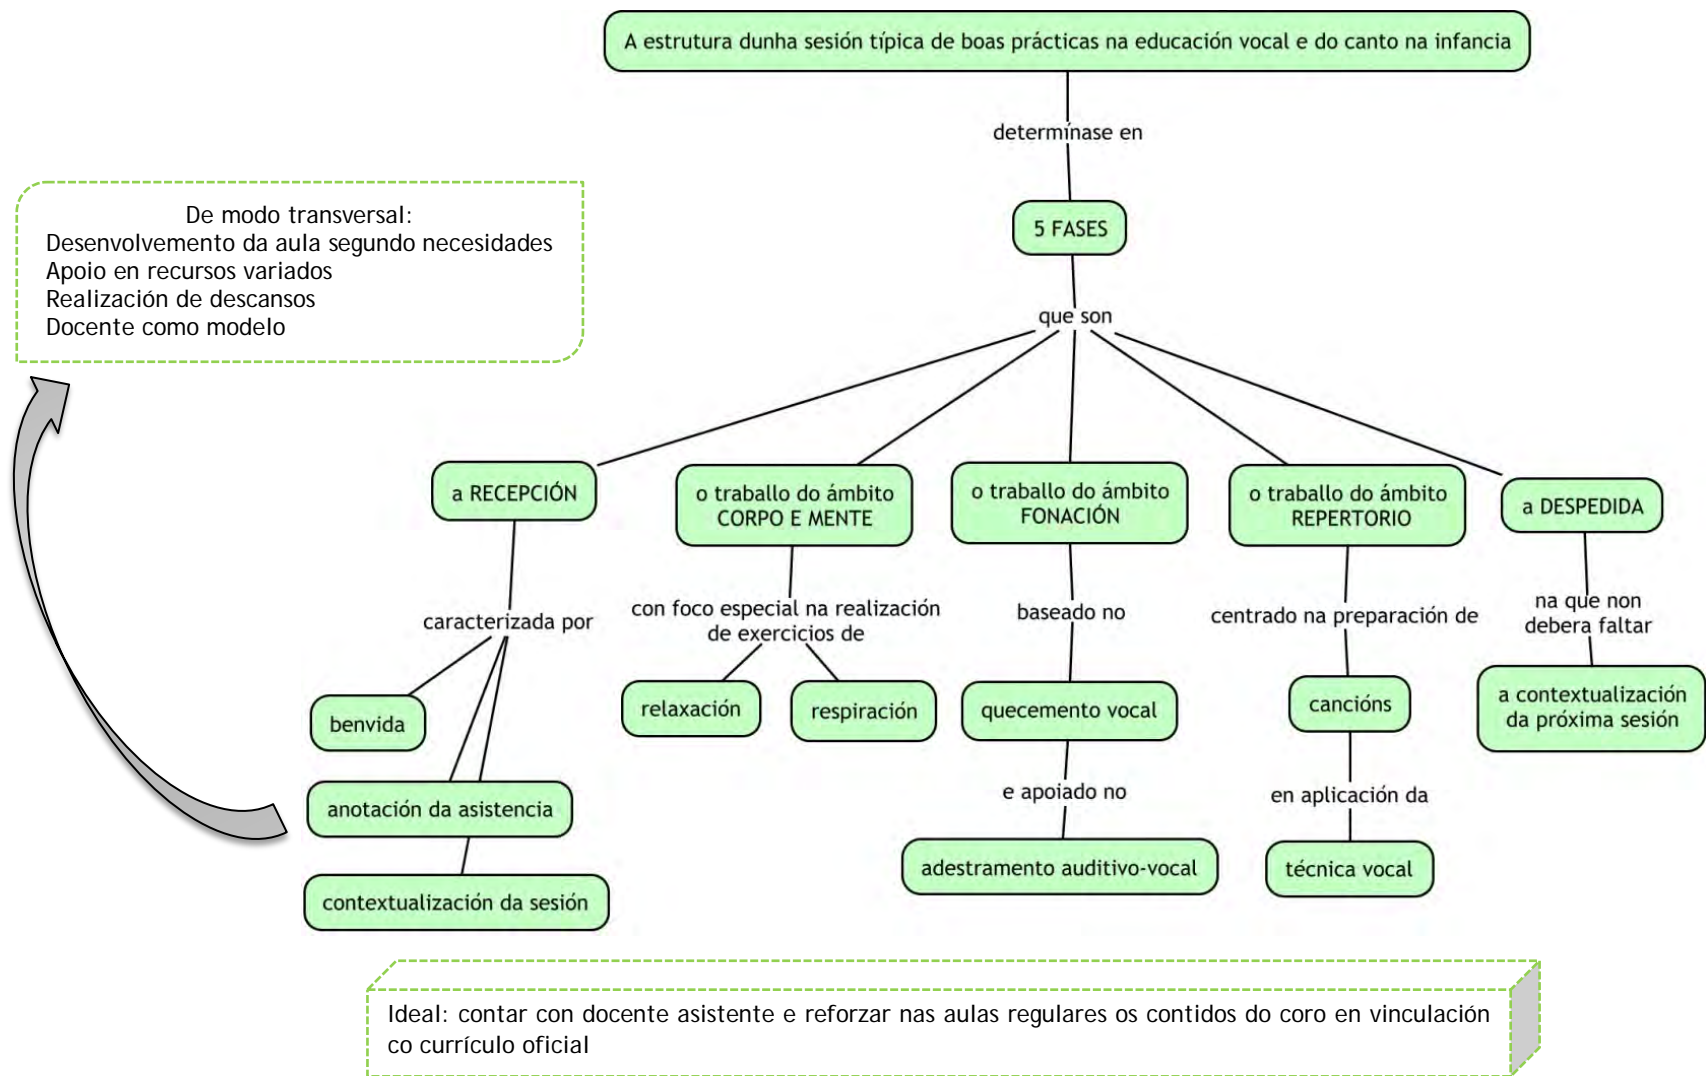 A estrutura dunha sesión típica de boas prácticas na educación vocal e do canto na infancia
determínase en
De modo transversal:
Desenvolvemento da aula segundo necesidades
Apoio en recursos variados
Realización de descansos
Docente como modelo
5 FASES
que son
a RECEPCIÓN
o traballo do ámbito
CORPO E MENTE
o traballo do ámbito
FONACIÓN
o traballo do ámbito
REPERTORIO
a DESPEDIDA
caracterizada por
con foco especial na realización
de exercicios de
baseado no
centrado na preparación de
na que non
debera faltar
benvida
relaxación
respiración
quecemento vocal
cancións
a contextualización
da próxima sesión
anotación da asistencia
e apoiado no
en aplicación da
contextualización da sesión
adestramento auditivo-vocal
técnica vocal
Ideal: contar con docente asistente e reforzar nas aulas regulares os contidos do coro en vinculación
co currículo oficial